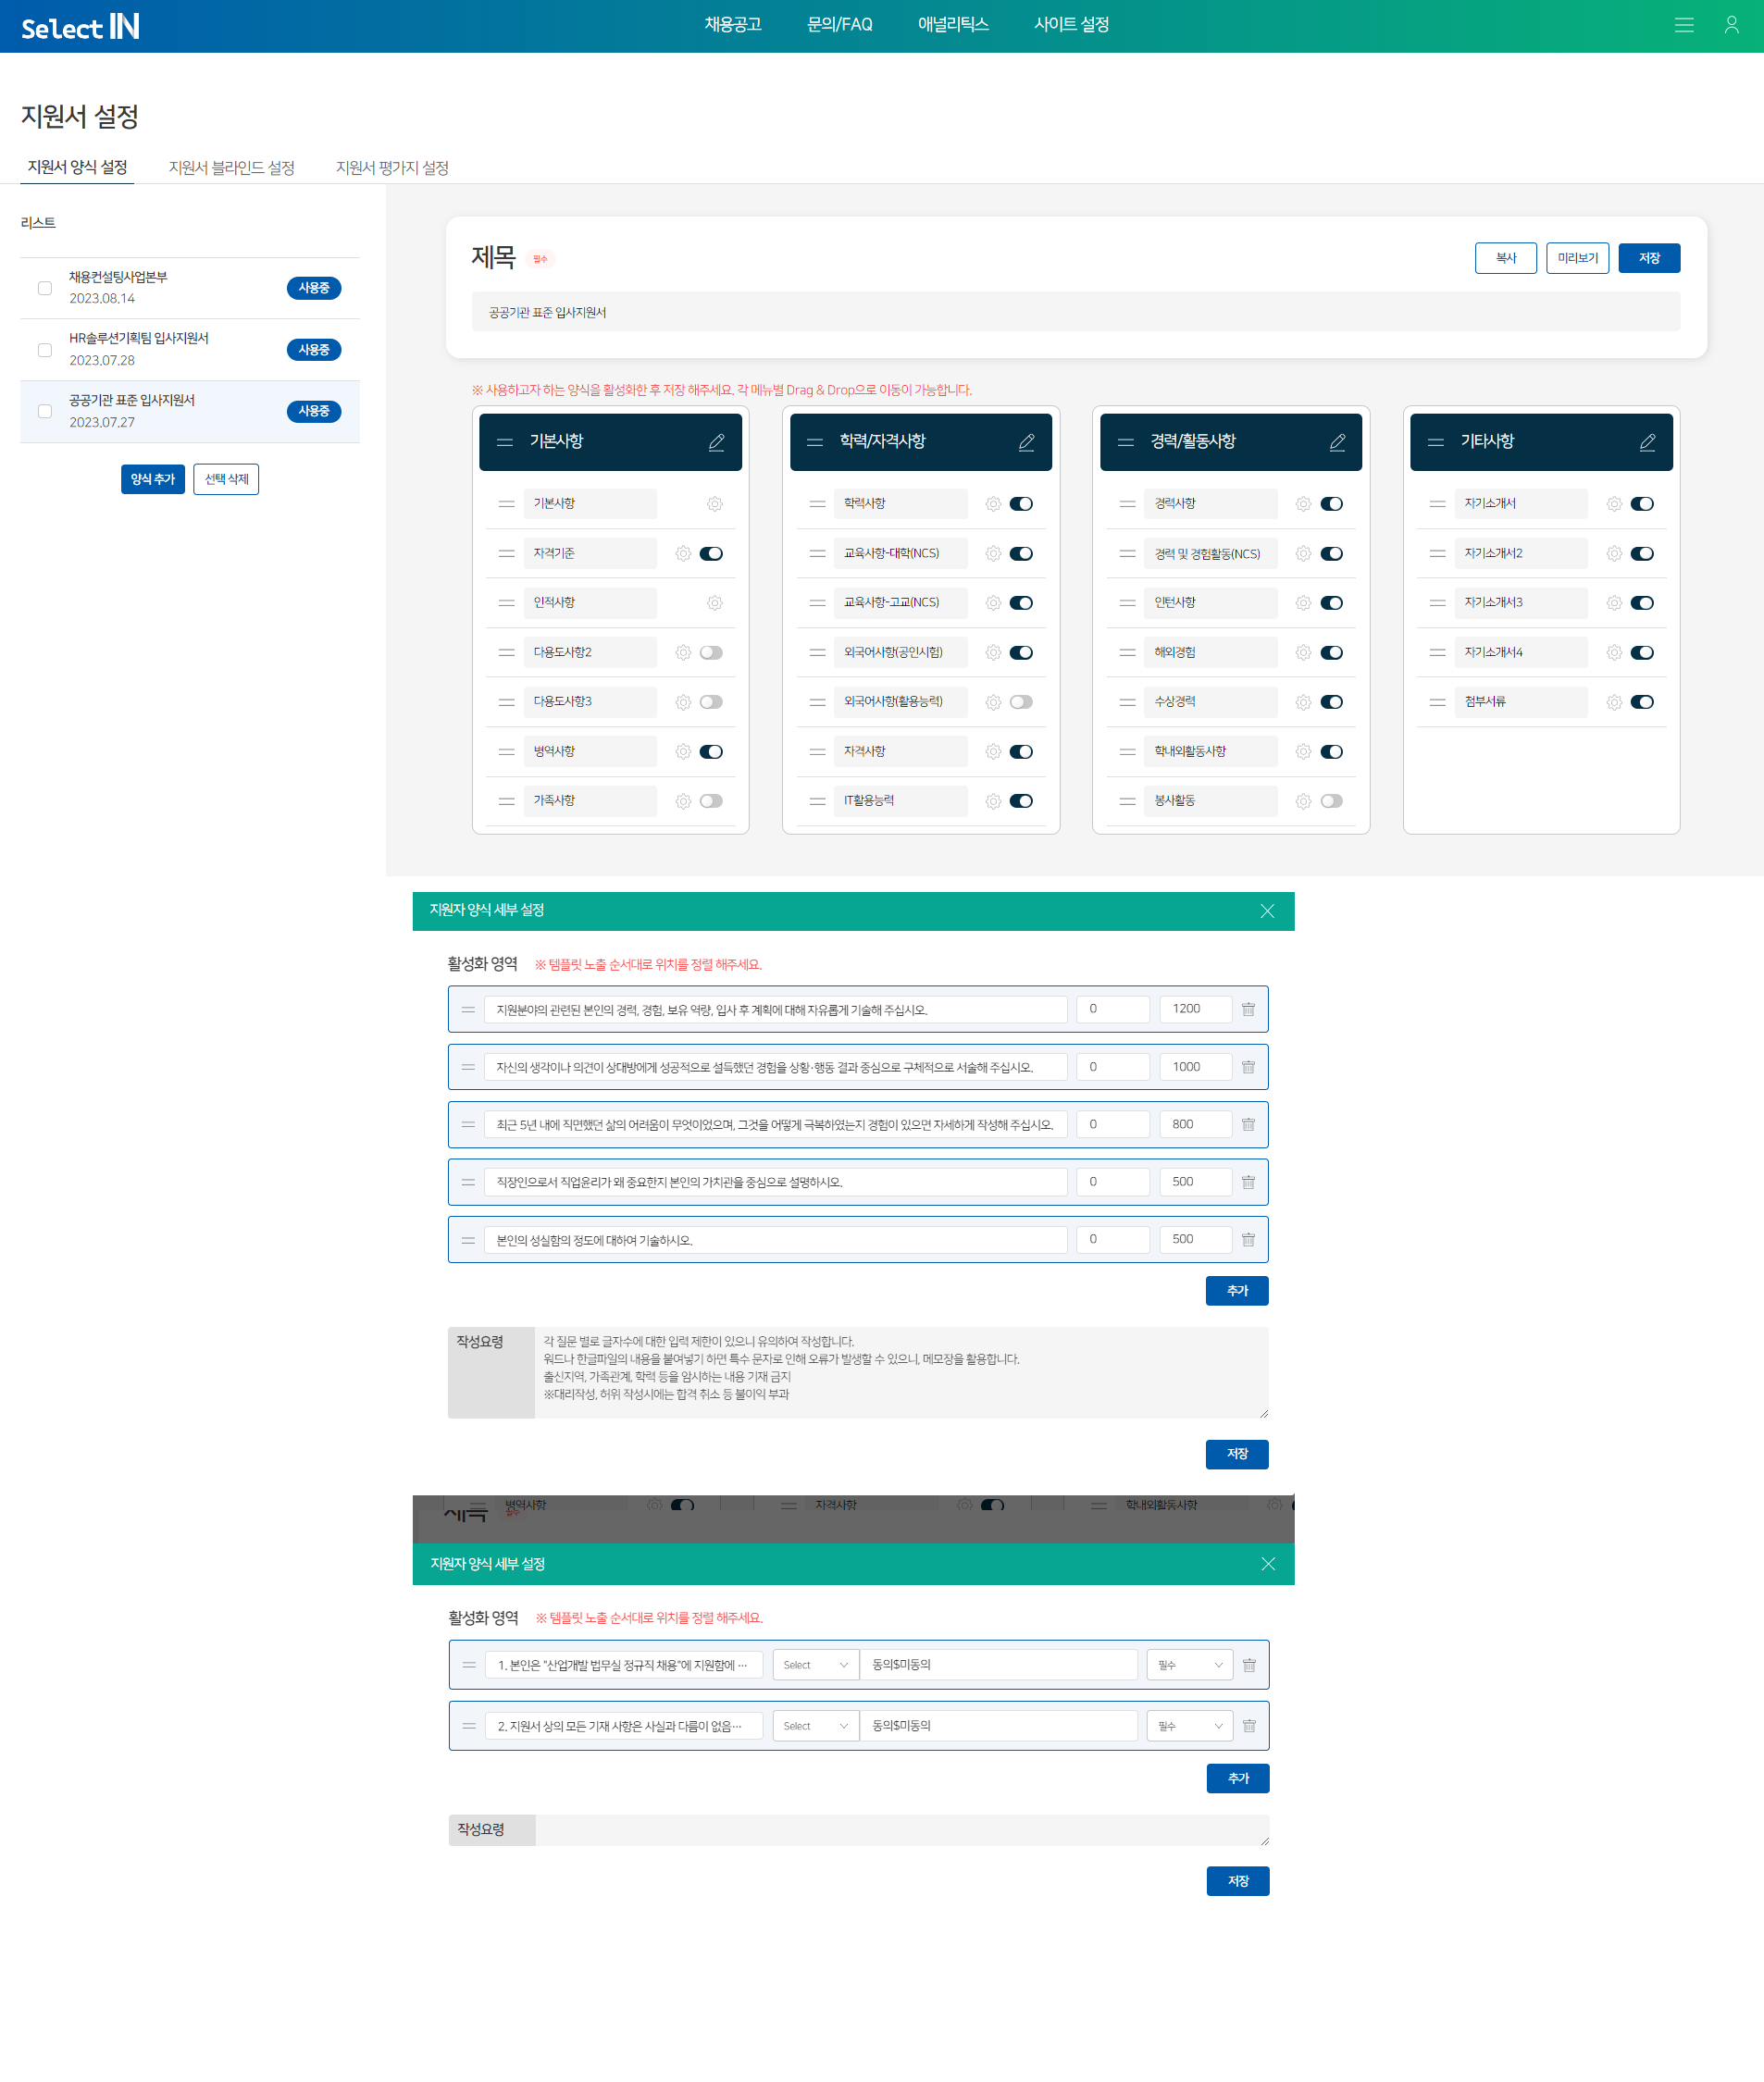 Select IN
채용공고 문의/FAQ 애널리틱스 사이트 설정
지원서 설정
지원서 양식 설정 지원서 블라인드 설정 지원서 평가지 설정
리스트
채용컨설팅사업본부
2023.08.14
사용중
HR솔루션기획팀 입사지원서
2023.07.28
사용중
공공기관 표준 입사지원서
2023.07.27
사용중
양식 추가 선택 삭제
제목 필수
복사 미리보기 저장
공공기관 표준 입사지원서
※ 사용하고자 하는 양식을 활성화한 후 저장 해주세요. 각 메뉴별 Drag & Drop으로 이동이 가능합니다.
기본사항
기본사항
자격기준
인적사항
다용도사항2
다용도사항3
병역사항
가족사항
학력/자격사항
학력사항
교육사항-대학(NCS)
교육사항-고교(NCS)
외국어사항(공인시험)
외국어사항(활용능력)
자격사항
IT활용능력
경력/활동사항
경력사항
경력 및 경험활동(NCS)
인턴사항
해외경험
수상경력
학내외활동사항
봉사활동
기타사항
자기소개서
자기소개서2
자기소개서3
자기소개서4
첨부서류
지원자 양식 세부 설정
활성화 영역 ※ 템플릿 노출 순서대로 위치를 정렬 해주세요.
지원분야의 관련된 본인의 경력, 경험, 보유 역량, 입사 후 계획에 대해 자유롭게 기술해 주십시오. 0 1200
자신의 생각이나 의견이 상대방에게 성공적으로 설득했던 경험을 상황·행동 결과 중심으로 구체적으로 서술해 주십시오. 0 1000
최근 5년 내에 직면했던 삶의 어려움이 무엇이었으며, 그것을 어떻게 극복하였는지 경험이 있으면 자세하게 작성해 주십시오. 0 800
직장인으로서 직업윤리가 왜 중요한지 본인의 가치관을 중심으로 설명하시오. 0 500
본인의 성실함의 정도에 대하여 기술하시오. 0 500
추가
작성요령
각 질문 별로 글자수에 대한 입력 제한이 있으니 유의하여 작성합니다.
워드나 한글파일의 내용을 붙여넣기 하면 특수 문자로 인해 오류가 발생할 수 있으니, 메모장을 활용합니다.
출신지역, 가족관계, 학력 등을 암시하는 내용 기재 금지
※대리작성, 허위 작성시에는 합격 취소 등 불이익 부과
저장
병역사항 자격사항 학내외활동사항
제목 필수
지원자 양식 세부 설정
활성화 영역 ※ 템플릿 노출 순서대로 위치를 정렬 해주세요.
1. 본인은 "산업개발 법무실 정규직 채용"에 지원함에 ··· Select 동의$미동의 필수
2. 지원서 상의 모든 기재 사항은 사실과 다름이 없음··· Select 동의$미동의 필수
추가
작성요령
저장